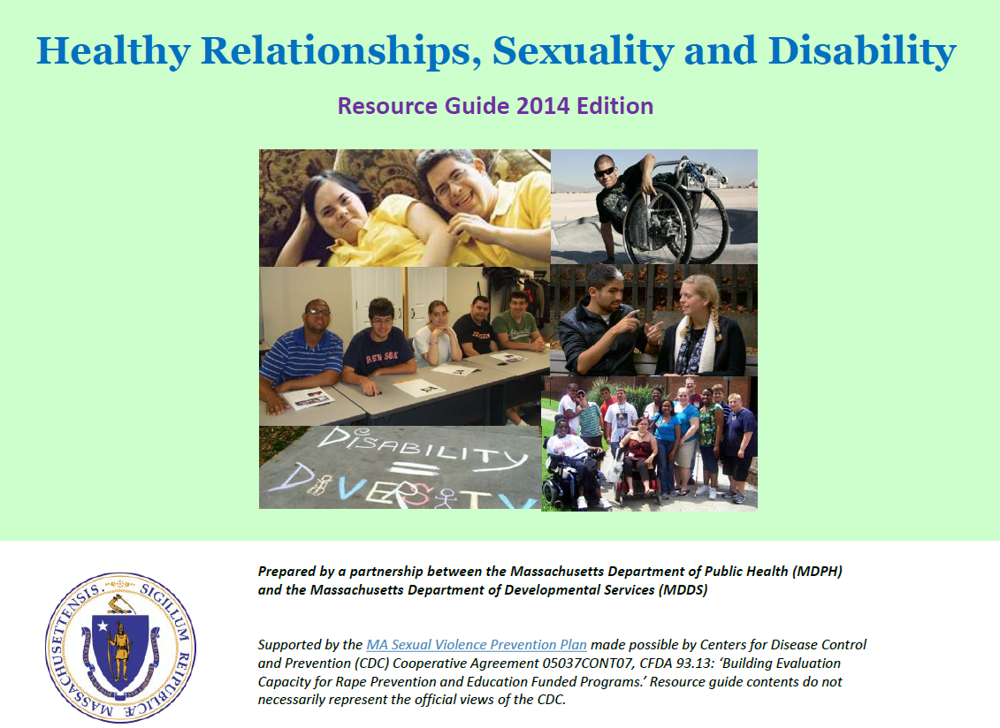 Healthy Relationships, Sexuality and Disability
Resource Guide 2014 Edition
RED SOX
DiSABILITY
=
DiVERSiTY
Prepared by a partnership between the Massachusetts Department of Public Health (MDPH)
and the Massachusetts Department of Developmental Services (MDDS)
SIGILLUM REIPUBLICÆ MASSACHUSETTENSIS.
Supported by the MA Sexual Violence Prevention Plan made possible by Centers for Disease Control
and Prevention (CDC) Cooperative Agreement 05037CONT07, CFDA 93.13: ‘Building Evaluation
Capacity for Rape Prevention and Education Funded Programs.’ Resource guide contents do not
necessarily represent the official views of the CDC.